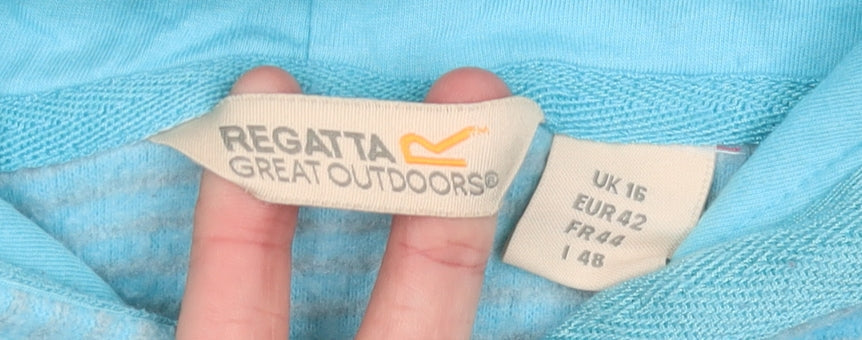 REGATTA
GREAT OUTDOORS®
UK 16
EUR 42
FR 44
I 48